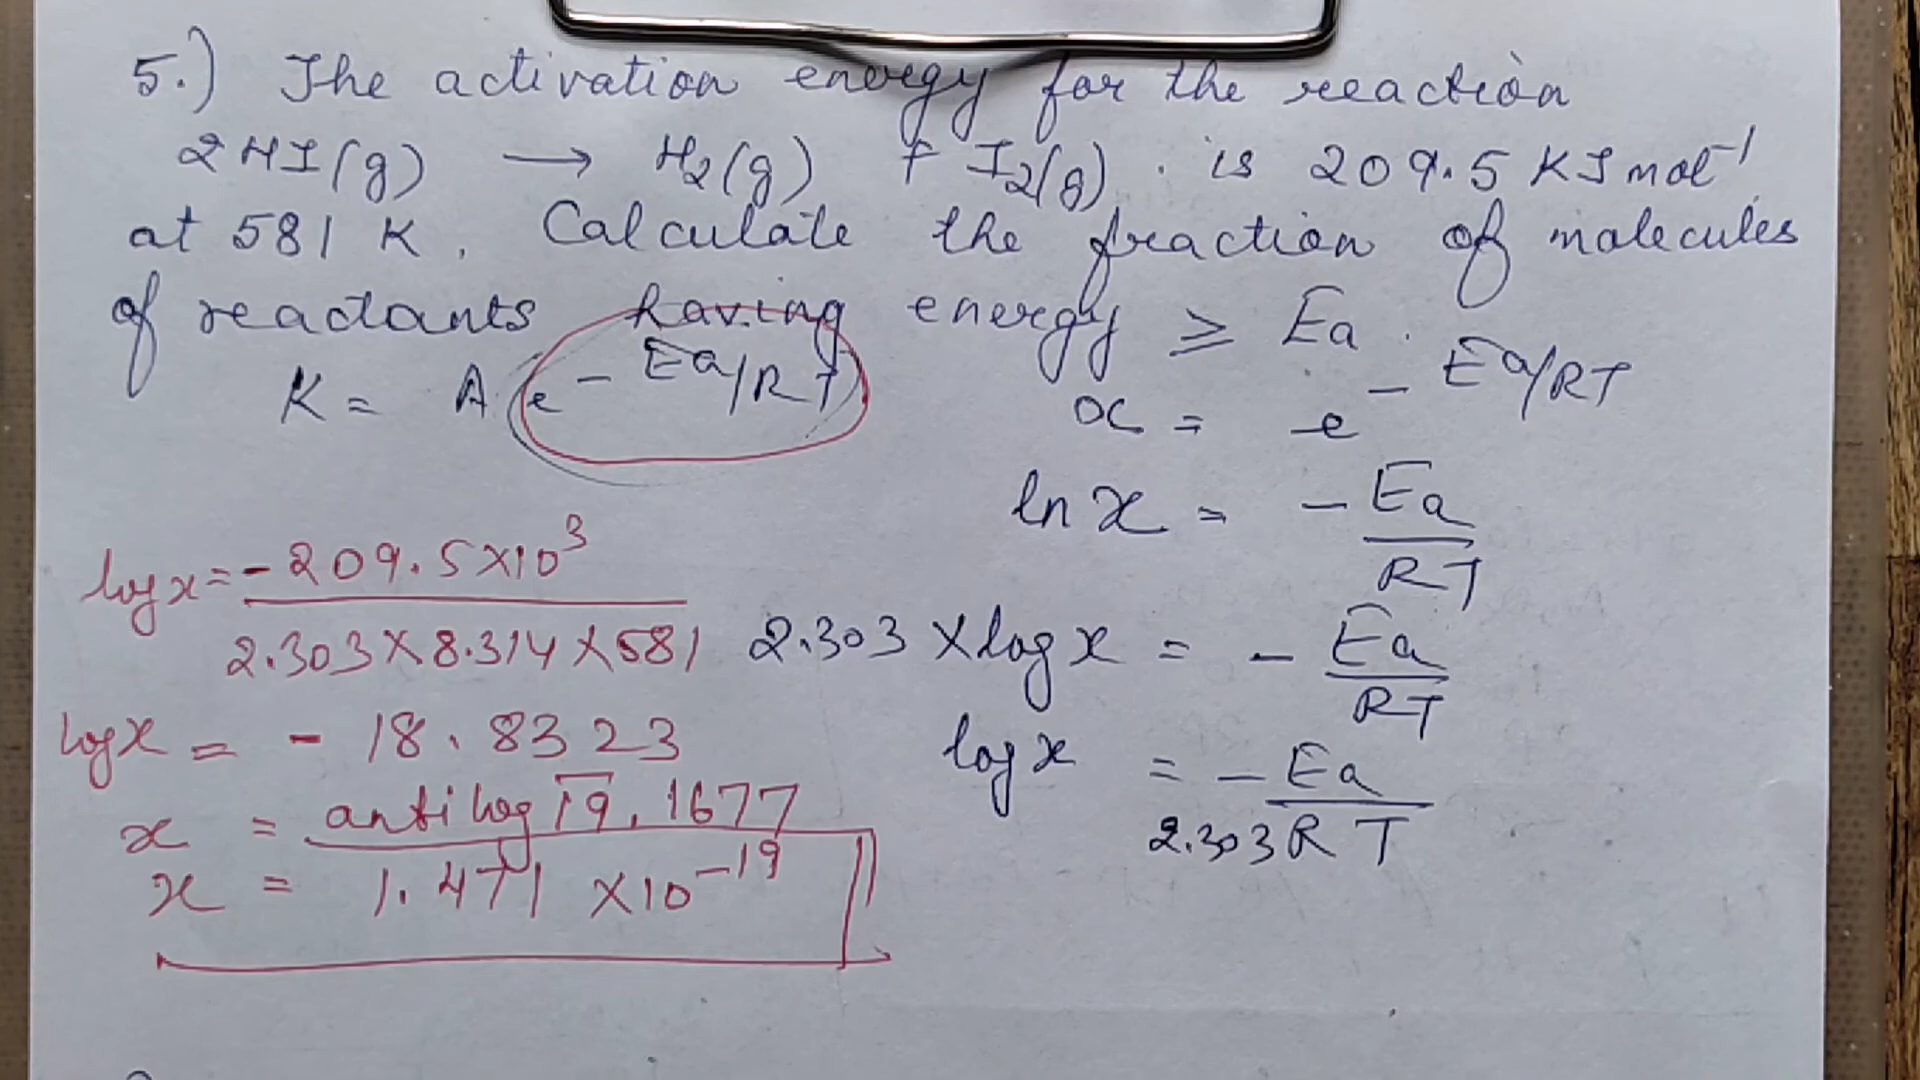 5.) The activation energy for the reaction
2HI(g) → H₂(g) + I₂(g) . is 209.5 KJ mol⁻¹
at 581 K. Calculate the fraction of molecules
of reactants having energy ≥ Ea.
K = A e^-Ea/RT
x = e^-Ea/RT
ln x = -Ea/RT
2.303 × log x = -Ea/RT
log x = -Ea/2.303RT
log x = -209.5×10³/2.303×8.314×581
log x = -18.8323
x = antilog 1̅9̅.1677
x = 1.471 ×10⁻¹⁹